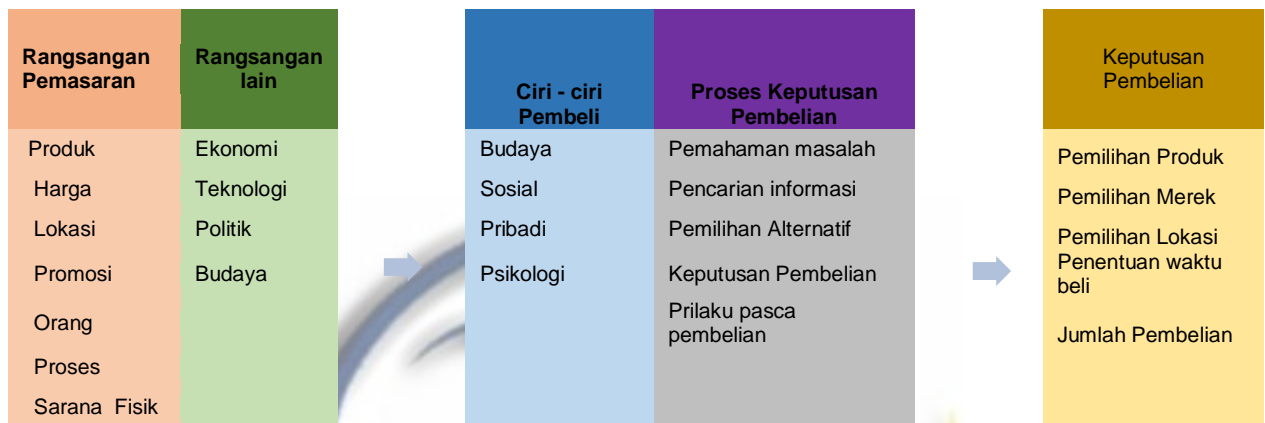 Rangsangan
Pemasaran
Produk
Harga
Lokasi
Promosi
Orang
Proses
Sarana Fisik
Rangsangan
lain
Ekonomi
Teknologi
Politik
Budaya
Ciri - ciri
Pembeli
Budaya
Sosial
Pribadi
Psikologi
Proses Keputusan
Pembelian
Pemahaman masalah
Pencarian informasi
Pemilihan Alternatif
Keputusan Pembelian
Prilaku pasca
pembelian
Keputusan
Pembelian
Pemilihan Produk
Pemilihan Merek
Pemilihan Lokasi
Penentuan waktu
beli
Jumlah Pembelian